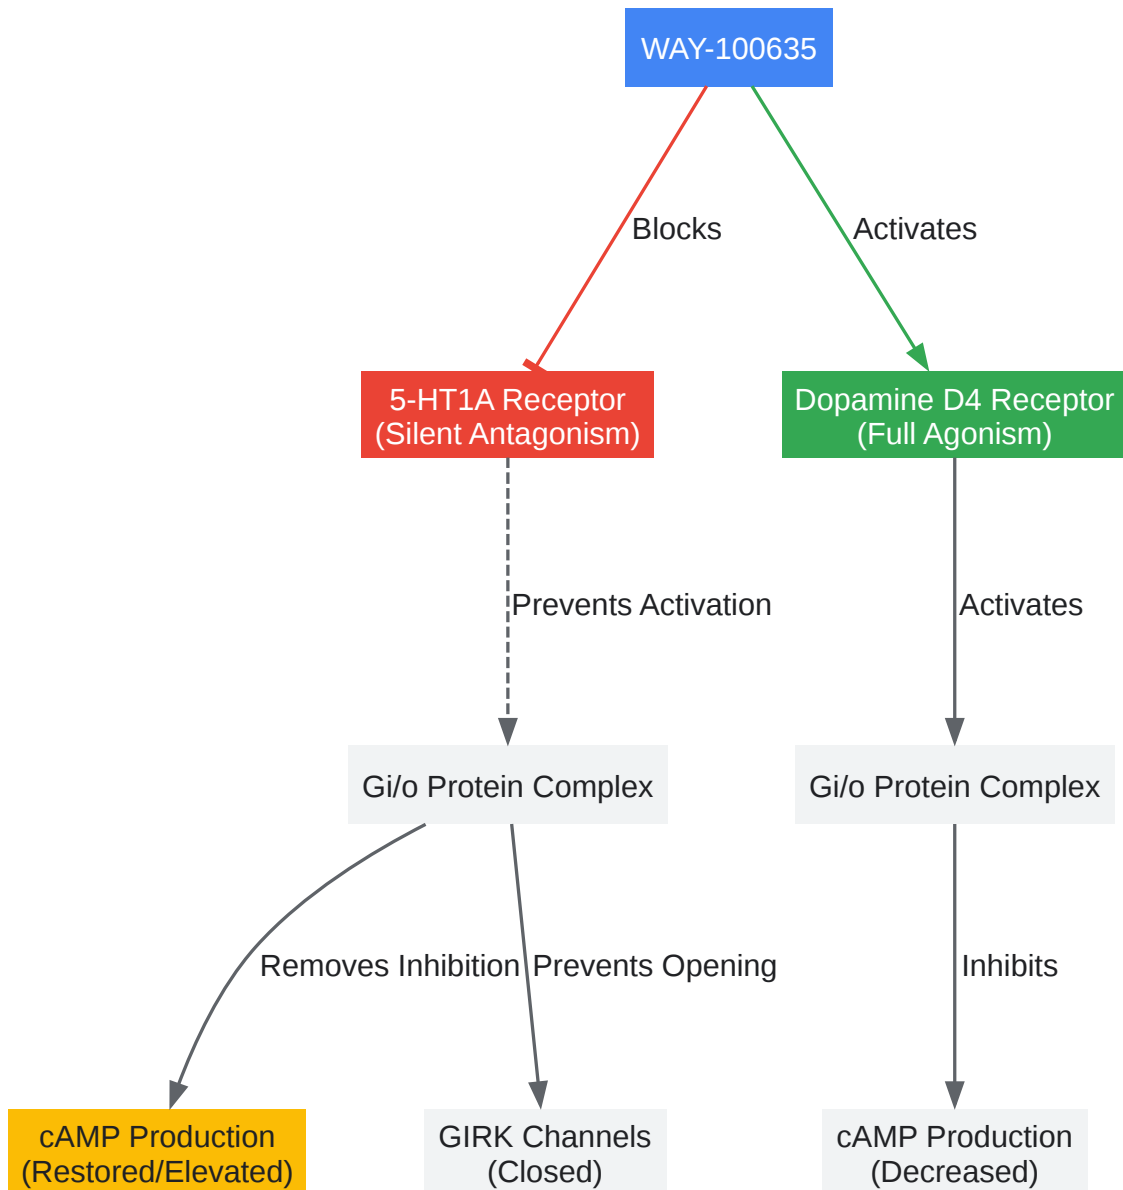 WAY-100635
Blocks
Activates
5-HT1A Receptor
(Silent Antagonism)
Dopamine D4 Receptor
(Full Agonism)
Prevents Activation
Activates
Gi/o Protein Complex
Gi/o Protein Complex
Removes Inhibition
Prevents Opening
Inhibits
cAMP Production
(Restored/Elevated)
GIRK Channels
(Closed)
cAMP Production
(Decreased)